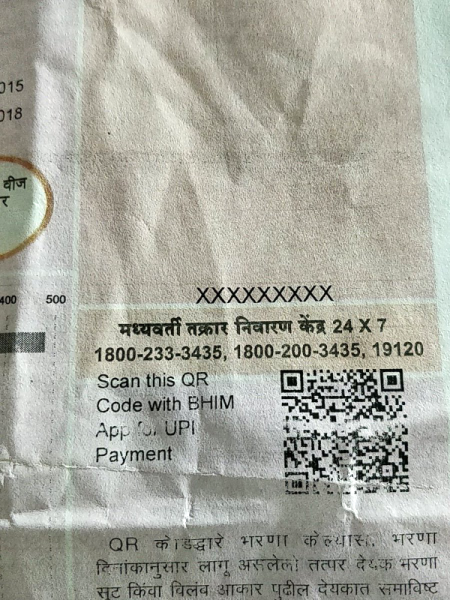 015
018
वीज
र
400 500
XXXXXXXXX
मध्यवर्ती तक्रार निवारण केंद्र 24 X 7
1800-233-3435, 1800-200-3435, 19120
Scan this QR
Code with BHIM
App for UPI
Payment
QR कोडद्वारे भरणा केल्यास, भरणा
दिनांकानुसार लागू असलेले तत्पर देयक भरणा
सूट किंवा विलंब आकार पुढील देयकात समाविष्ट